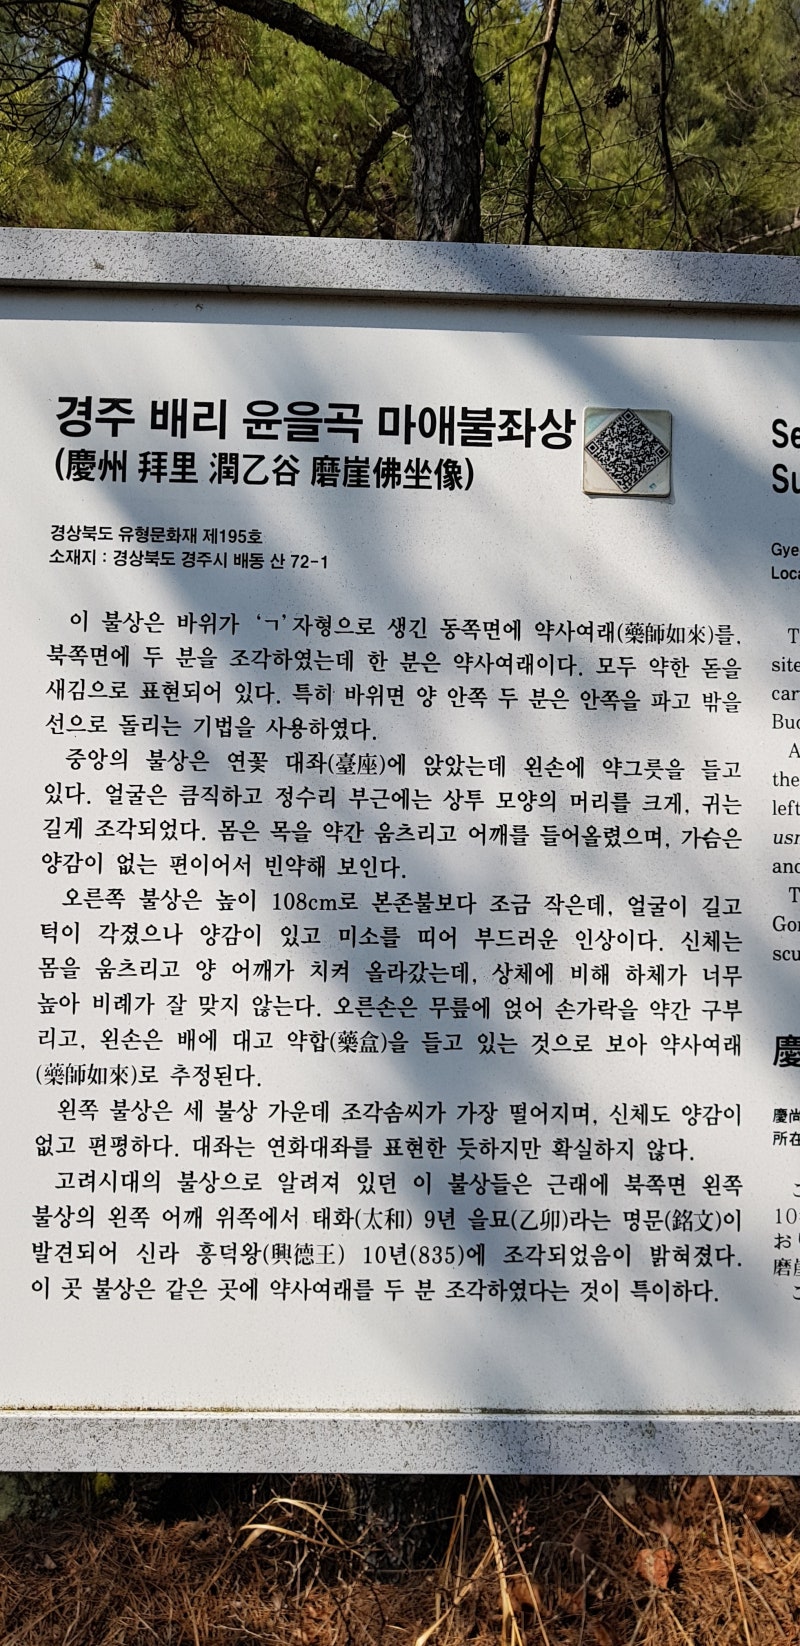 경주 배리 윤을곡 마애불좌상
(慶州 拜里 潤乙谷 磨崖佛坐像)
경상북도 유형문화재 제195호
소재지 : 경상북도 경주시 배동 산 72-1
이 불상은 바위가 ‘ㄱ’자형으로 생긴 동쪽면에 약사여래(藥師如來)를,
북쪽면에 두 분을 조각하였는데 한 분은 약사여래이다. 모두 약한 돋을
새김으로 표현되어 있다. 특히 바위면 양 안쪽 두 분은 안쪽을 파고 밖을
선으로 돌리는 기법을 사용하였다.
중앙의 불상은 연꽃 대좌(臺座)에 앉았는데 왼손에 약그릇을 들고
있다. 얼굴은 큼직하고 정수리 부근에는 상투 모양의 머리를 크게, 귀는
길게 조각되었다. 몸은 목을 약간 움츠리고 어깨를 들어올렸으며, 가슴은
양감이 없는 편이어서 빈약해 보인다.
오른쪽 불상은 높이 108cm로 본존불보다 조금 작은데, 얼굴이 길고
턱이 각졌으나 양감이 있고 미소를 띠어 부드러운 인상이다. 신체는
몸을 움츠리고 양 어깨가 치켜 올라갔는데, 상체에 비해 하체가 너무
높아 비례가 잘 맞지 않는다. 오른손은 무릎에 얹어 손가락을 약간 구부
리고, 왼손은 배에 대고 약합(藥盒)을 들고 있는 것으로 보아 약사여래
(藥師如來)로 추정된다.
왼쪽 불상은 세 불상 가운데 조각솜씨가 가장 떨어지며, 신체도 양감이
없고 편평하다. 대좌는 연화대좌를 표현한 듯하지만 확실하지 않다.
고려시대의 불상으로 알려져 있던 이 불상들은 근래에 북쪽면 왼쪽
불상의 왼쪽 어깨 위쪽에서 태화(太和) 9년 을묘(乙卯)라는 명문(銘文)이
발견되어 신라 흥덕왕(興德王) 10년(835)에 조각되었음이 밝혀졌다.
이 곳 불상은 같은 곳에 약사여래를 두 분 조각하였다는 것이 특이하다.